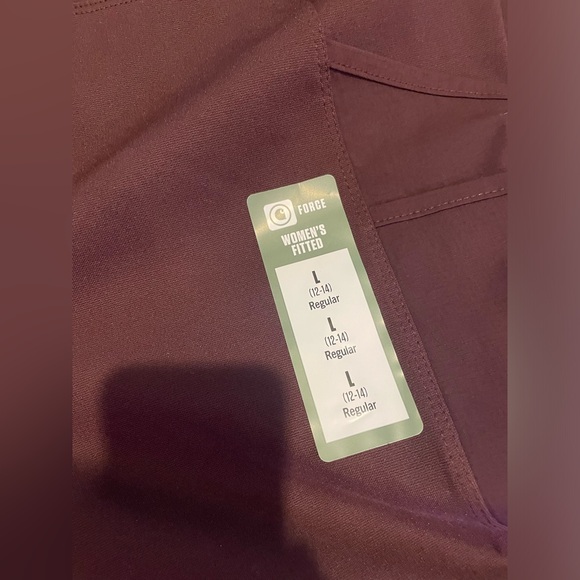 FORCE
WOMEN'S
FITTED
L
(12-14)
Regular
L
(12-14)
Regular
L
(12-14)
Regular